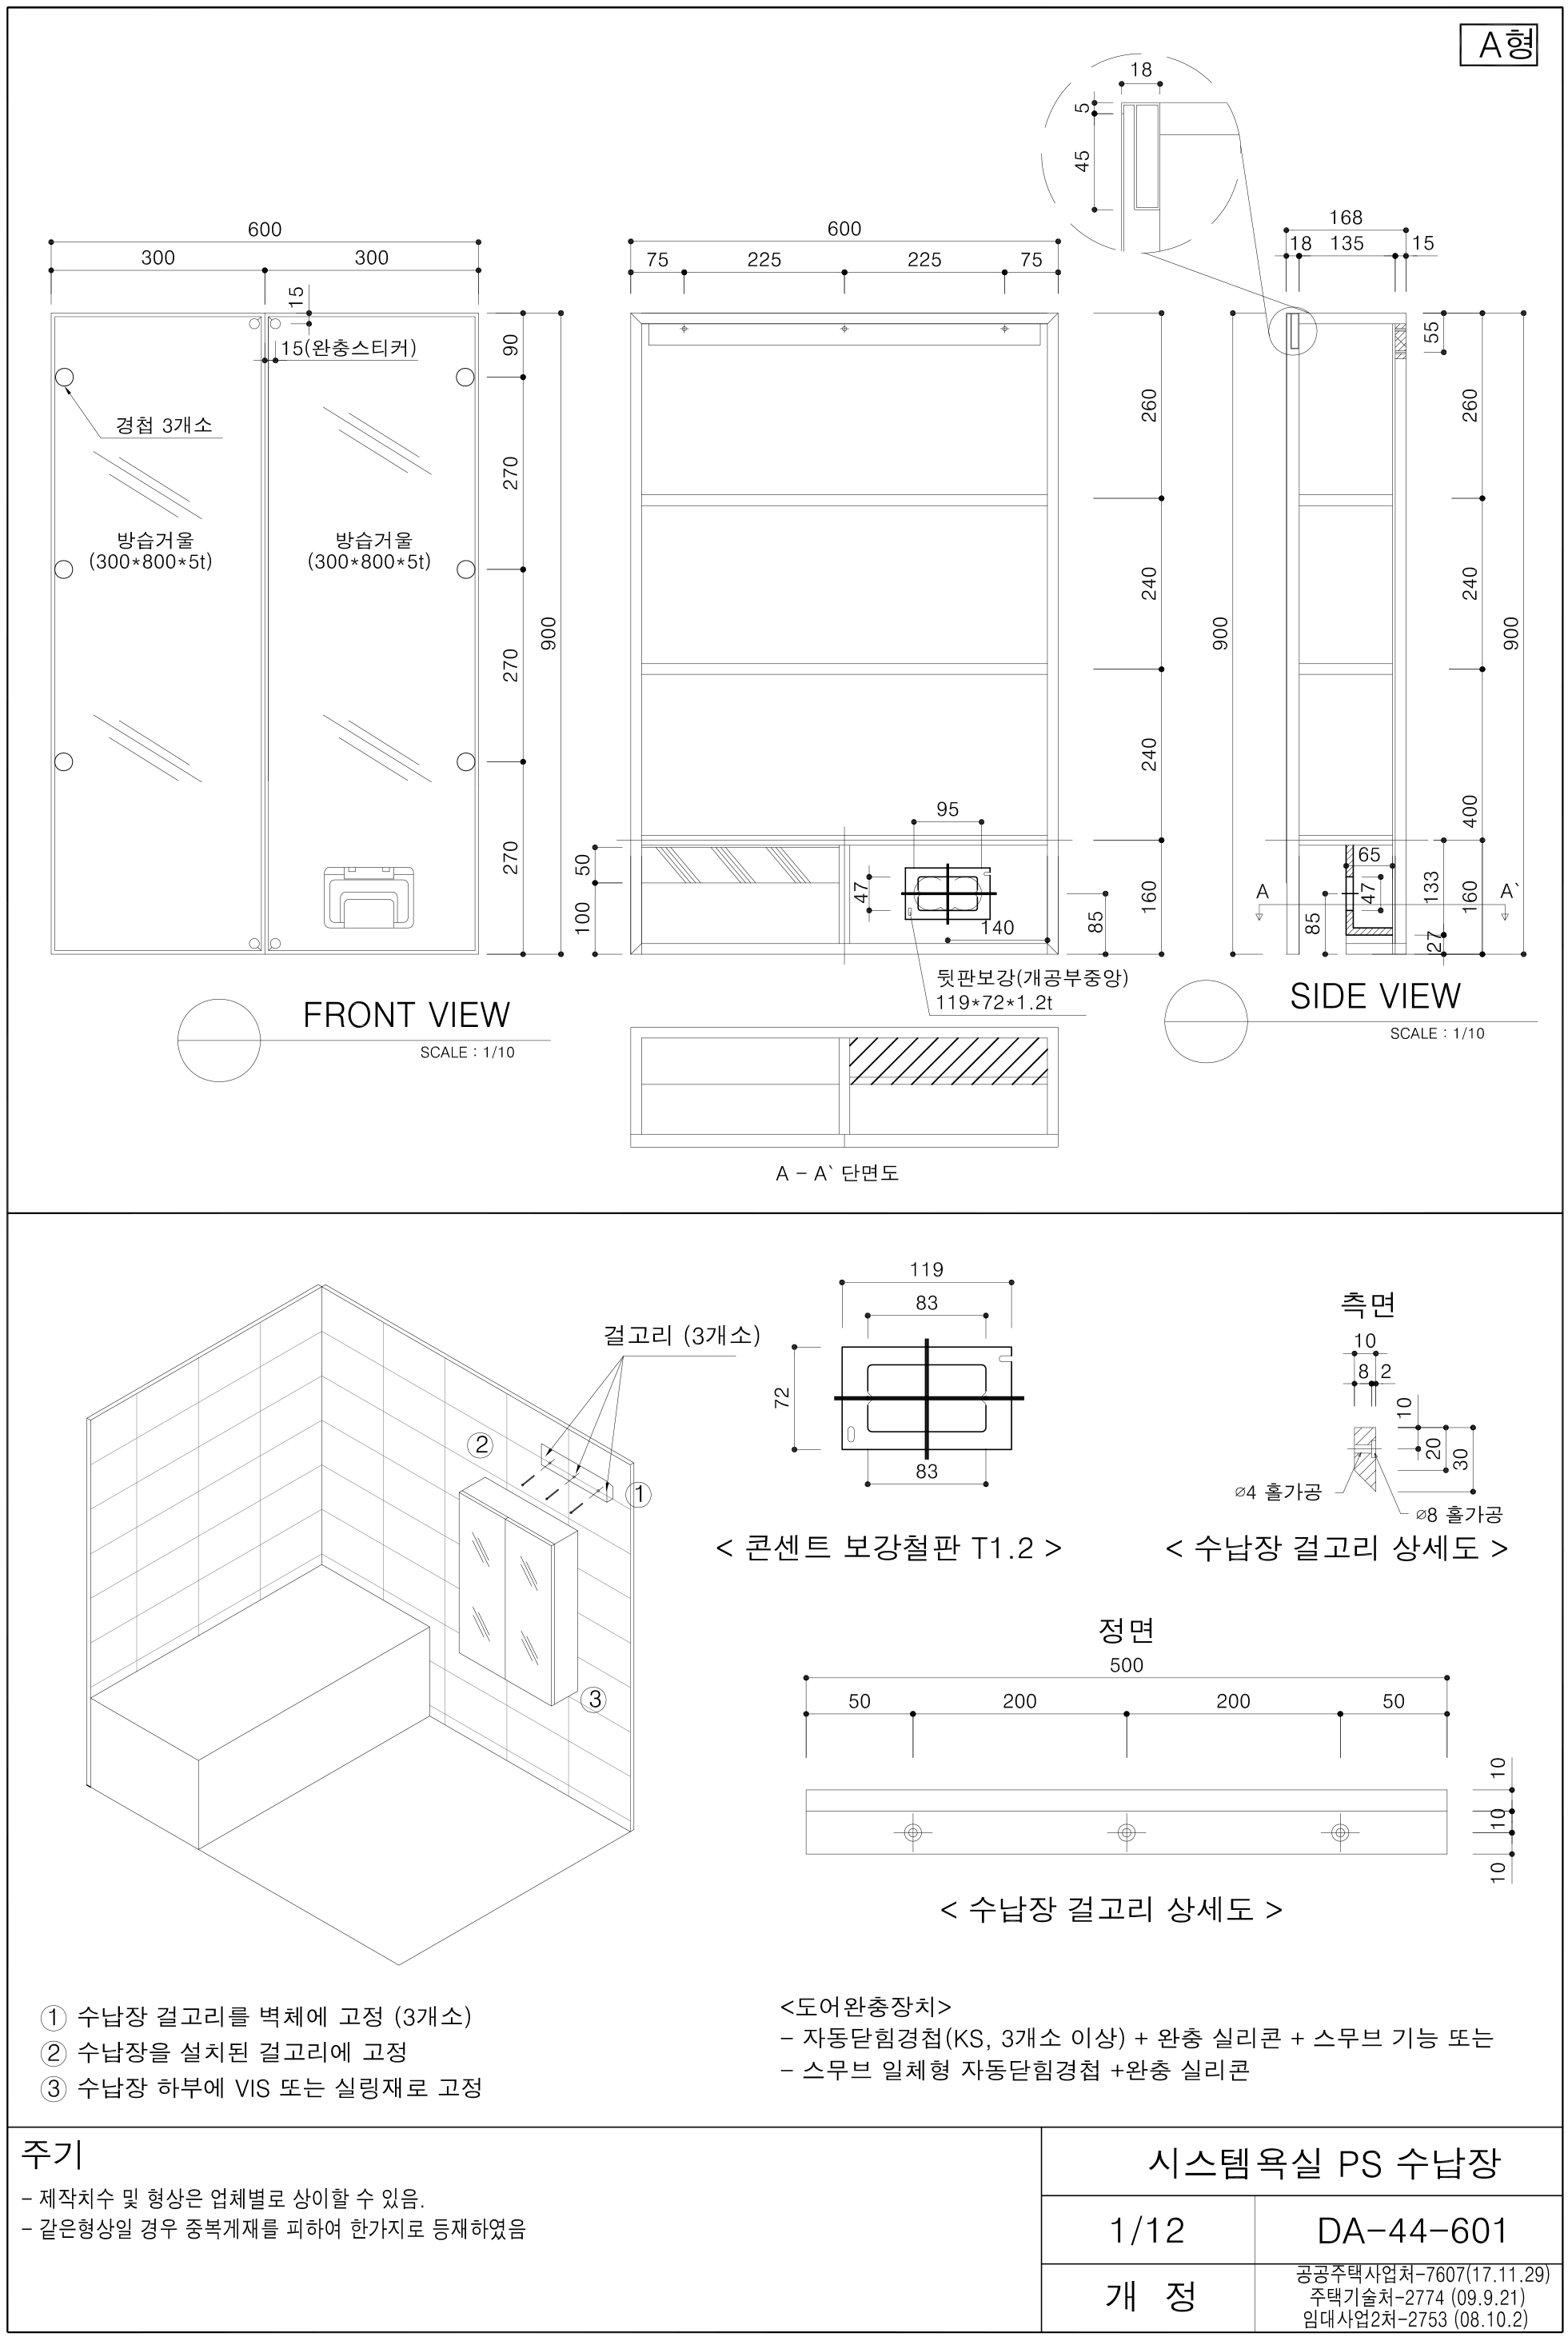 A형
18
5
45
600
300
300
15
15(완충스티커)
90
270
270
270
900
경첩 3개소
방습거울
(300*800*5t)
방습거울
(300*800*5t)
FRONT VIEW
SCALE : 1/10
600
75
225
225
75
260
240
240
160
50
100
95
47
140
85
뒷판보강(개공부중앙)
119*72*1.2t
A - A` 단면도
168
18
135
15
55
260
240
400
160
900
900
65
47
85
133
27
A
A`
SIDE VIEW
SCALE : 1/10
걸고리 (3개소)
②
①
③
119
83
72
83
< 콘센트 보강철판 T1.2 >
측면
10
8
2
10
20
30
⌀4 홀가공
⌀8 홀가공
< 수납장 걸고리 상세도 >
정면
500
50
200
200
50
10
10
10
< 수납장 걸고리 상세도 >
① 수납장 걸고리를 벽체에 고정 (3개소)
② 수납장을 설치된 걸고리에 고정
③ 수납장 하부에 VIS 또는 실링재로 고정
<도어완충장치>
- 자동닫힘경첩(KS, 3개소 이상) + 완충 실리콘 + 스무브 기능 또는
- 스무브 일체형 자동닫힘경첩 +완충 실리콘
주기
- 제작치수 및 형상은 업체별로 상이할 수 있음.
- 같은형상일 경우 중복게재를 피하여 한가지로 등재하였음
시스템욕실 PS 수납장
1/12
DA-44-601
개 정
공공주택사업처-7607(17.11.29)
주택기술처-2774 (09.9.21)
임대사업2처-2753 (08.10.2)